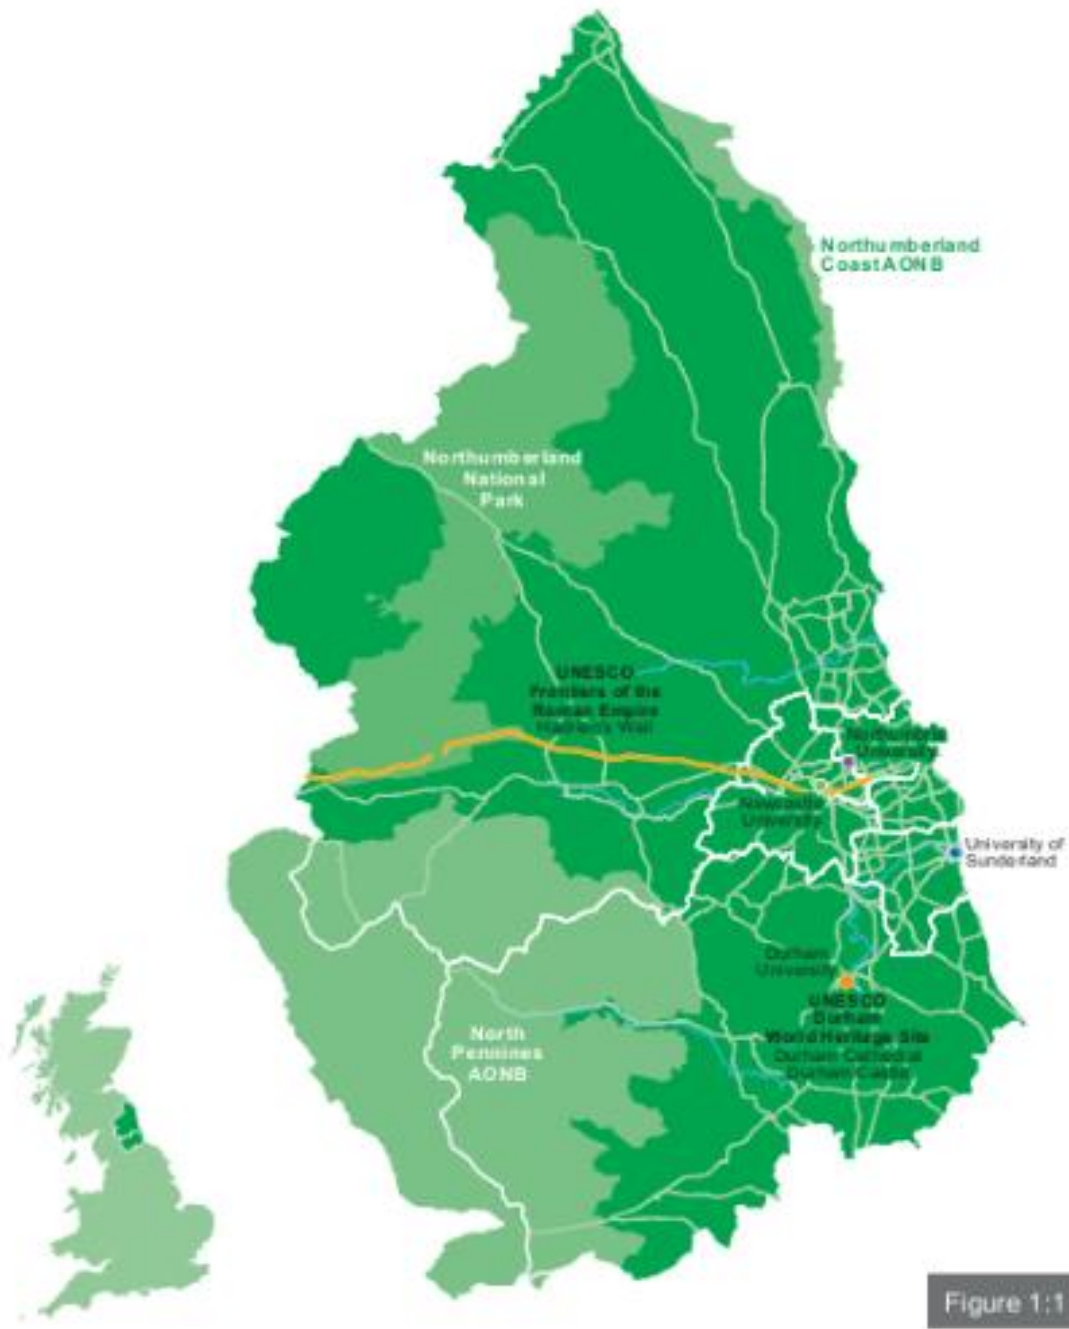 Northumberland
Coast AONB
Northumberland
National
Park
UNESCO
Frontiers of the
Roman Empire
Hadrian's Wall
Northumbria
University
Newcastle
University
University of
Sunderland
Durham
University
UNESCO
Durham
World Heritage Site
Durham Cathedral
Durham Castle
North
Pennines
AONB
Figure 1:1